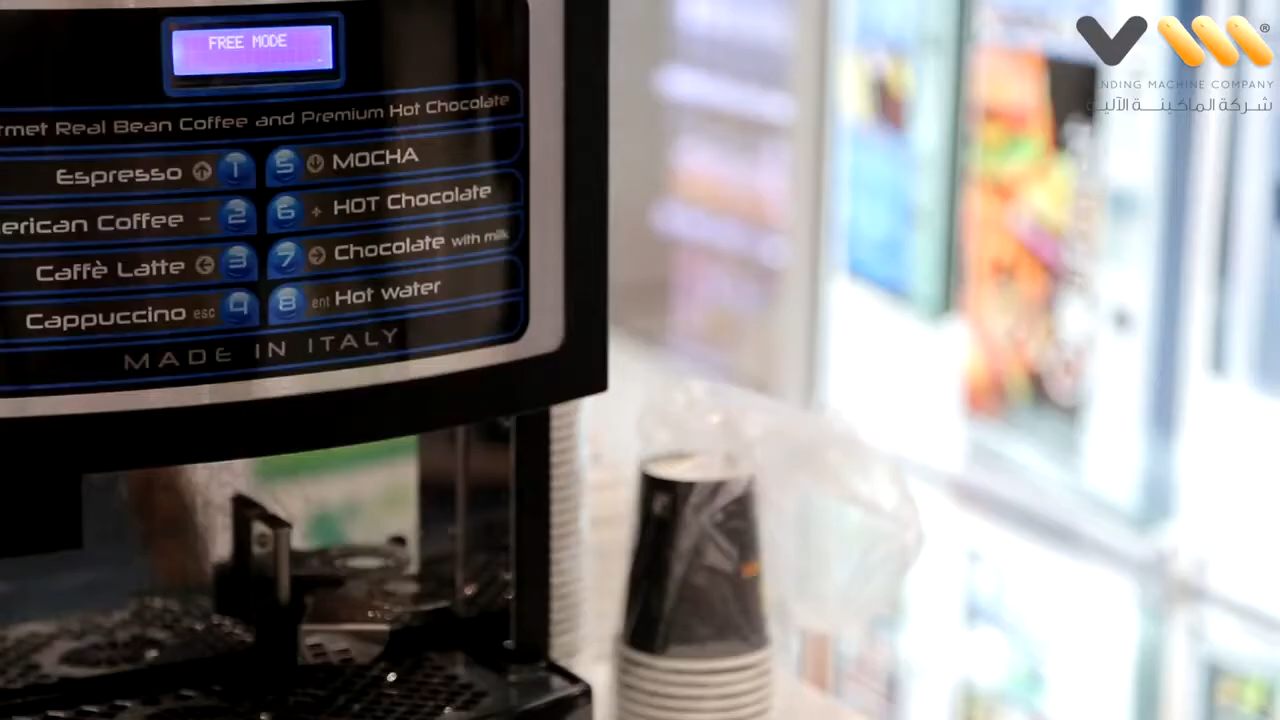 FREE MODE
rmet Real Bean Coffee and Premium Hot Chocolate
Espresso 1
5 MOCHA
erican Coffee - 2
6 + HOT Chocolate
Caffè Latte 3
7 Chocolate with milk
Cappuccino esc 4
8 ent Hot water
MADE IN ITALY
®
ENDING MACHINE COMPANY
شركة الماكينة الآلية